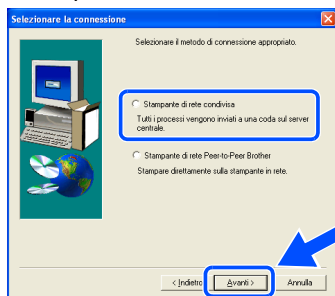 Selezionare la connessione
Selezionare il metodo di connessione appropriato.
Stampante di rete condivisa
Tutti i processi vengono inviati a una coda sul server
centrale.
Stampante di rete Peer-to-Peer Brother
Stampare direttamente sulla stampante in rete.
< Indietro Avanti > Annulla